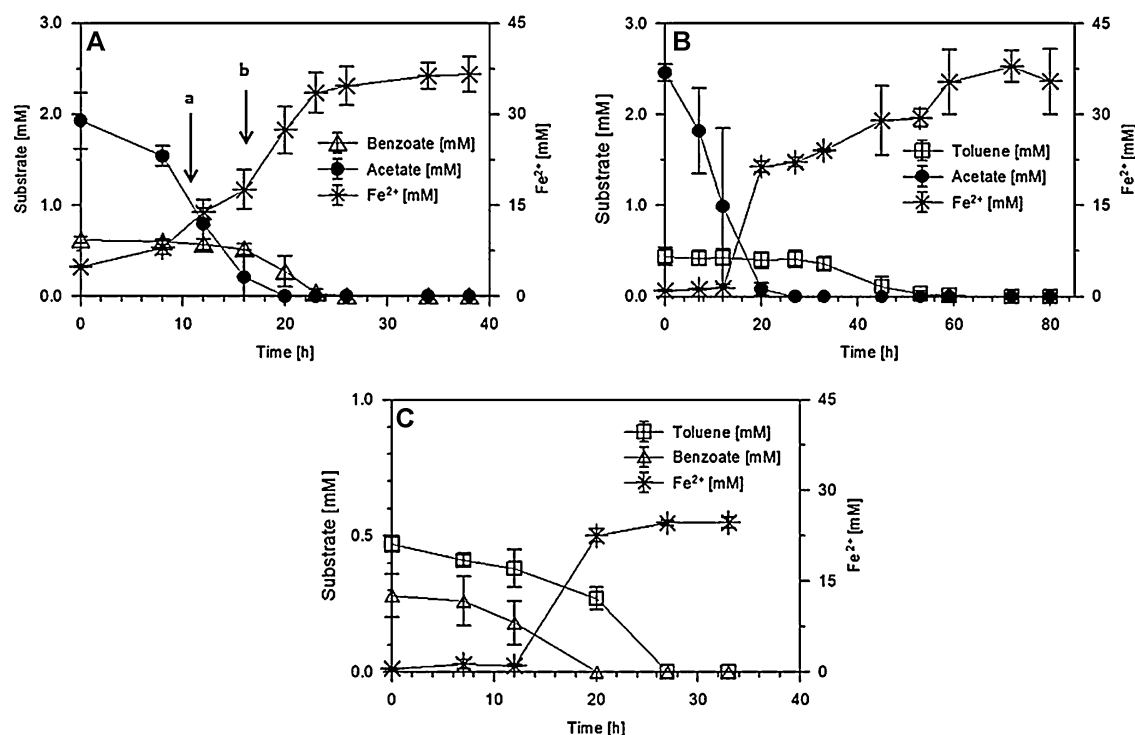 A
3.0
2.0
1.0
0.0
45
30
15
0
0
10
20
30
40
Substrate [mM]
Fe²⁺ [mM]
Time [h]
a
b
Benzoate [mM]
Acetate [mM]
Fe²⁺ [mM]
B
3.0
2.0
1.0
0.0
45
30
15
0
0
20
40
60
80
Substrate [mM]
Fe²⁺ [mM]
Time [h]
Toluene [mM]
Acetate [mM]
Fe²⁺ [mM]
C
1.0
0.5
0.0
45
30
15
0
0
10
20
30
40
Substrate [mM]
Fe²⁺ [mM]
Time [h]
Toluene [mM]
Benzoate [mM]
Fe²⁺ [mM]